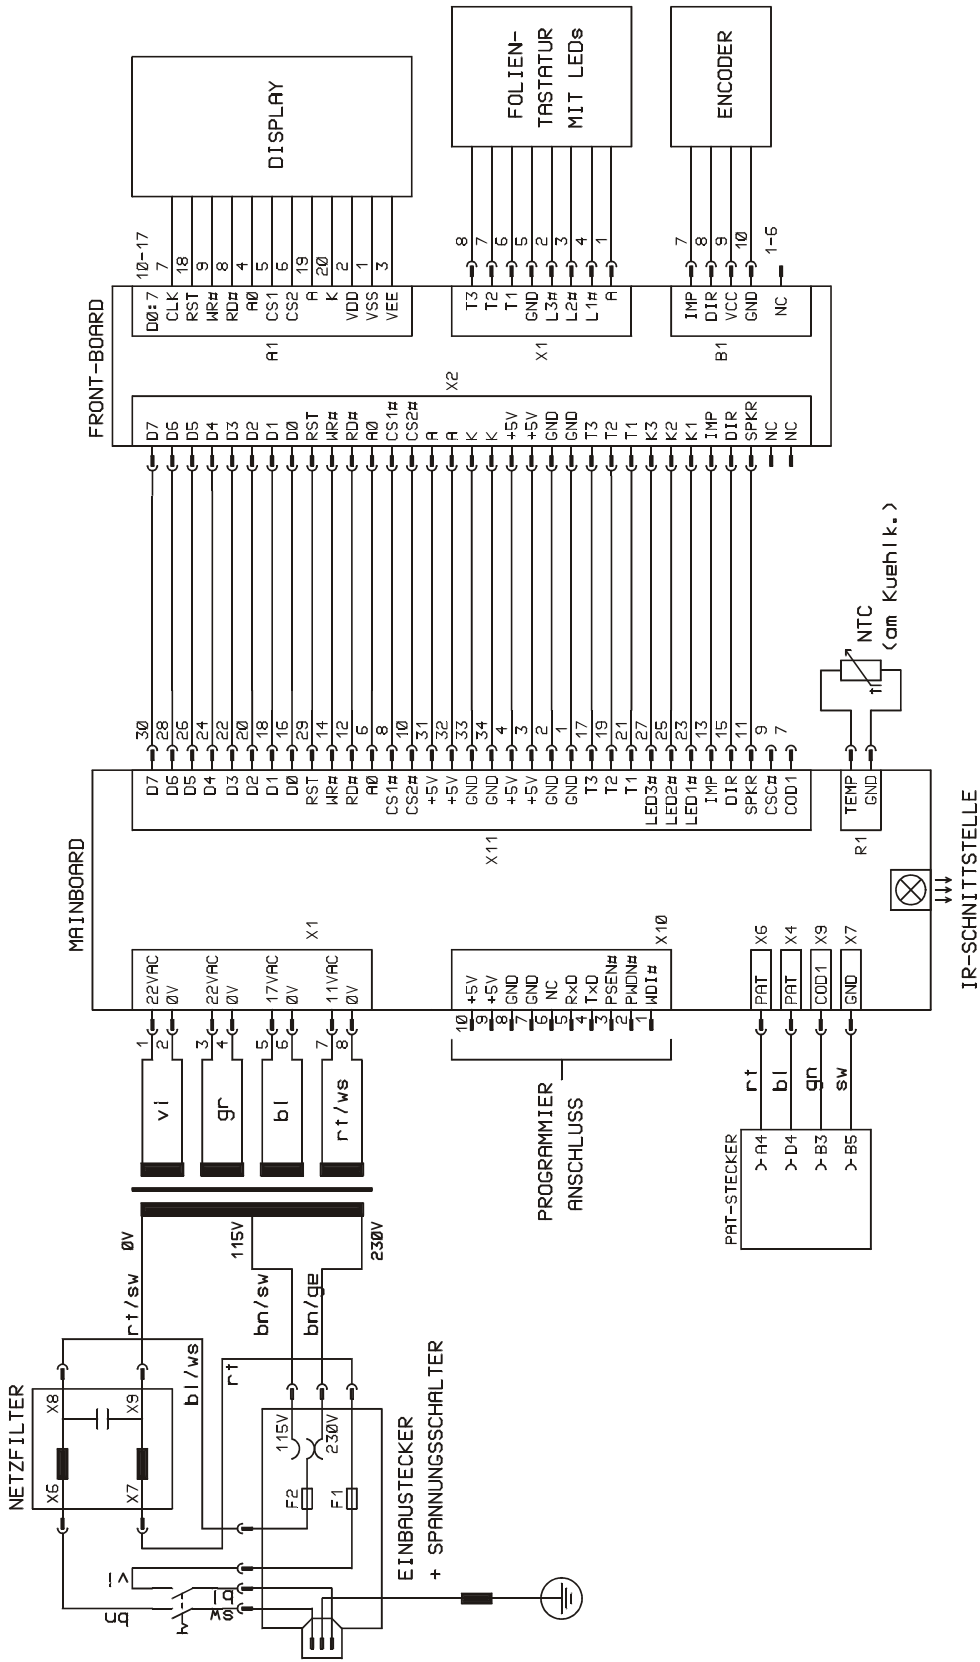 NETZFILTER
X6
X8
X7
X9
bn
vi
bl
sw
bl/ws
rt
rt/sw
bn/sw
bn/ge
0V
115V
230V
115V
230V
F2
F1
EINBAUSTECKER
+ SPANNUNGSSCHALTER
vi
gr
bl
rt/ws
MAINBOARD
1 22VAC
2 0V
3 22VAC
4 0V
5 17VAC
6 0V
7 11VAC
8 0V
X1
PROGRAMMIER
ANSCHLUSS
10 +5V
9 +5V
8 GND
7 GND
6 NC
5 RxD
4 TxD
3 PSEN#
2 PWDN#
1 WDI#
X10
PAT-STECKER
A4 rt PAT X6
D4 bl PAT X4
B3 gn COD1 X9
B5 sw GND X7
X11
D7 30
D6 28
D5 26
D4 24
D3 22
D2 20
D1 18
D0 16
RST 29
WR# 14
RD# 12
A0 6
CS1# 8
CS2# 10
+5V 31
+5V 32
GND 33
GND 34
+5V 4
+5V 3
GND 2
GND 1
T3 17
T2 19
T1 21
LED3# 27
LED2# 25
LED1# 23
IMP 13
DIR 15
SPKR 11
CSC# 9
COD1 7
R1
TEMP
GND
NTC
(am Kuehlk.)
IR-SCHNITTSTELLE
FRONT-BOARD
D7
D6
D5
D4
D3
D2
D1
D0
RST
WR#
RD#
A0
CS1#
CS2#
A
A
K
K
+5V
+5V
GND
GND
T3
T2
T1
K3
K2
K1
IMP
DIR
SPKR
NC
NC
X2
A1
D0:7 10-17
CLK 7
RST 18
WR# 9
RD# 8
A0 4
CS1 5
CS2 6
A 19
K 20
VDD 2
VSS 1
VEE 3
DISPLAY
X1
T3 8
T2 7
T1 6
GND 5
L3# 2
L2# 3
L1# 4
A 1
FOLIEN-
TASTATUR
MIT LEDs
B1
IMP 7
DIR 8
VCC 9
GND 10
NC 1-6
ENCODER